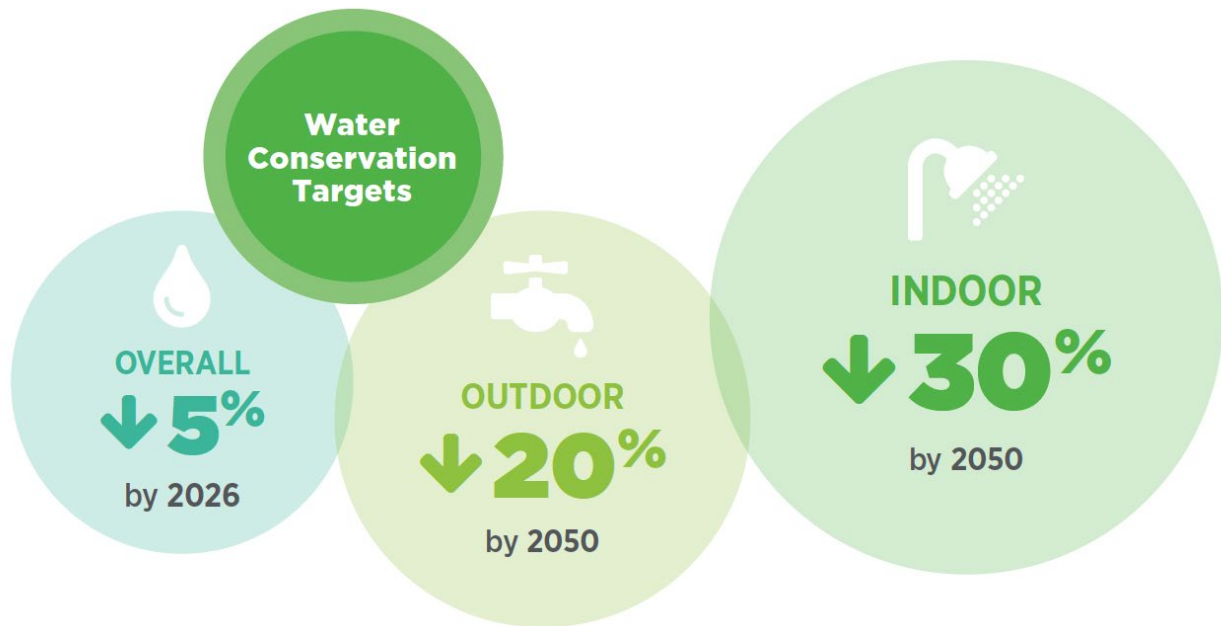 Water
Conservation
Targets
OVERALL
5%
by 2026
OUTDOOR
20%
by 2050
INDOOR
30%
by 2050